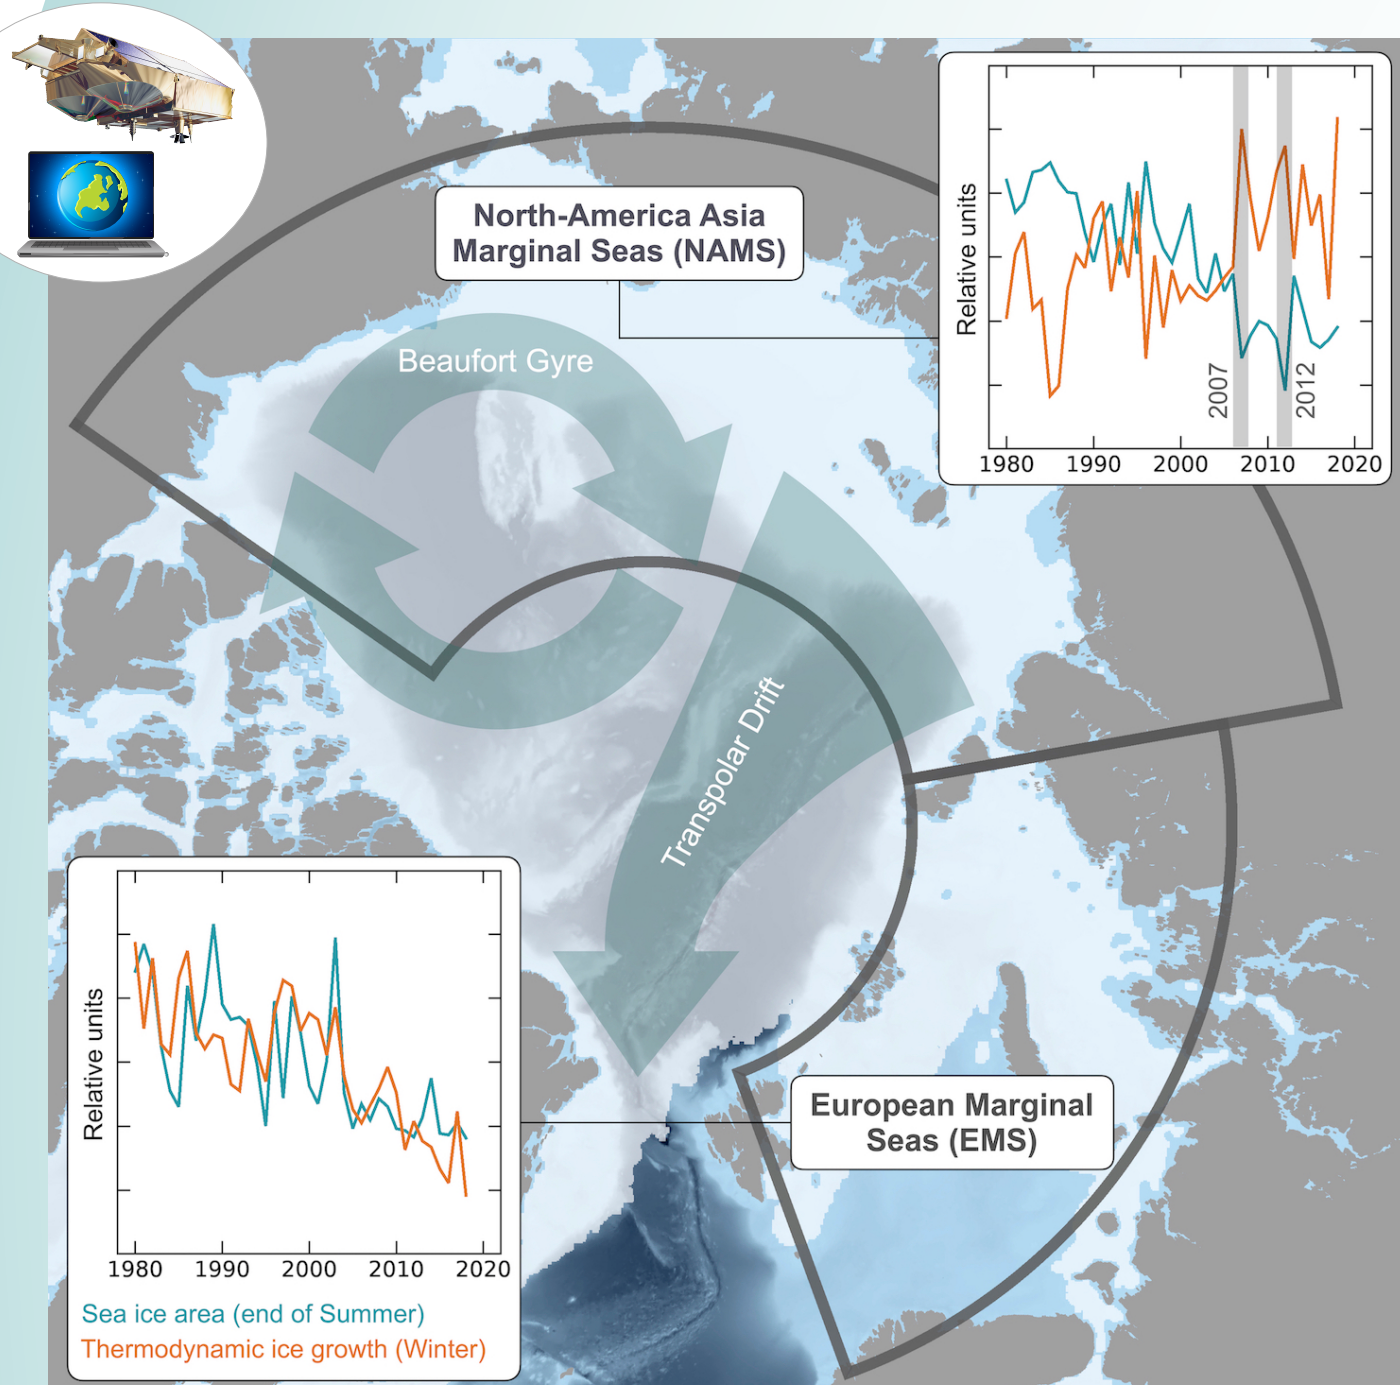 North-America Asia
Marginal Seas (NAMS)
Beaufort Gyre
Transpolar Drift
Relative units
2007
2012
1980 1990 2000 2010 2020
European Marginal
Seas (EMS)
Relative units
1980 1990 2000 2010 2020
Sea ice area (end of Summer)
Thermodynamic ice growth (Winter)